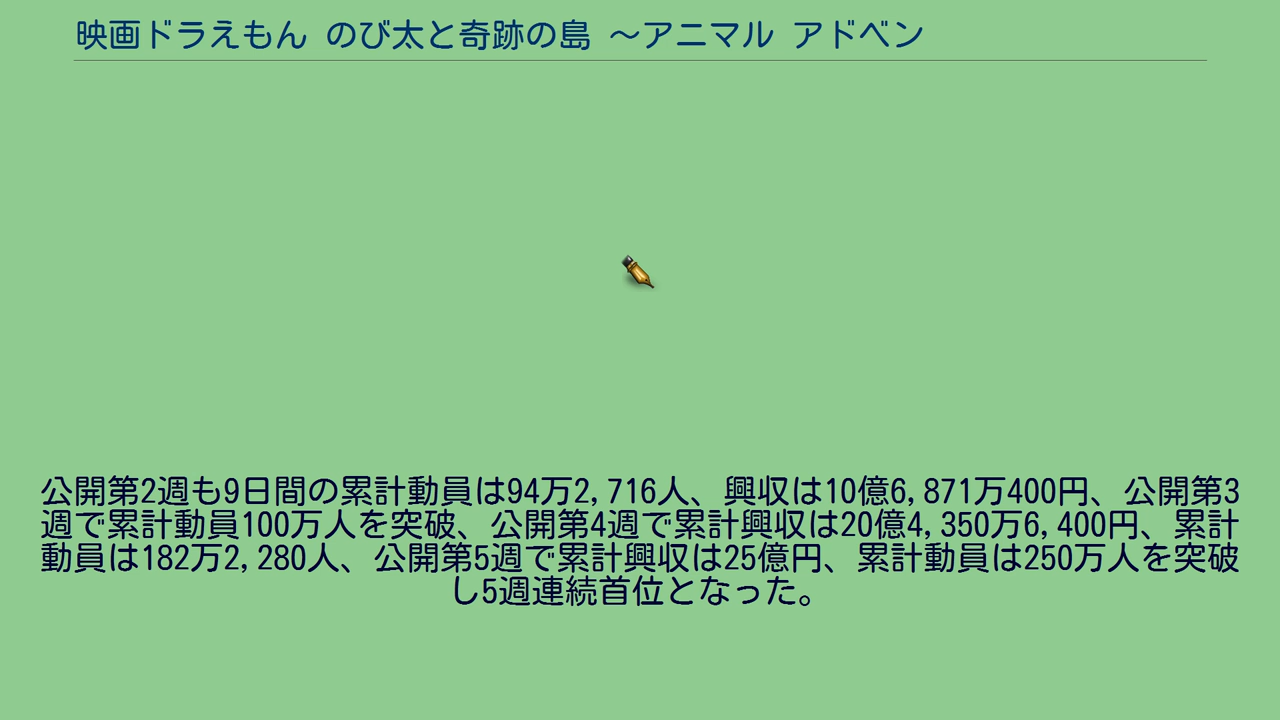 映画ドラえもん のび太と奇跡の島 ～アニマル アドベン
公開第2週も9日間の累計動員は94万2,716人、興収は10億6,871万400円、公開第3
週で累計動員100万人を突破、公開第4週で累計興収は20億4,350万6,400円、累計
動員は182万2,280人、公開第5週で累計興収は25億円、累計動員は250万人を突破
し5週連続首位となった。